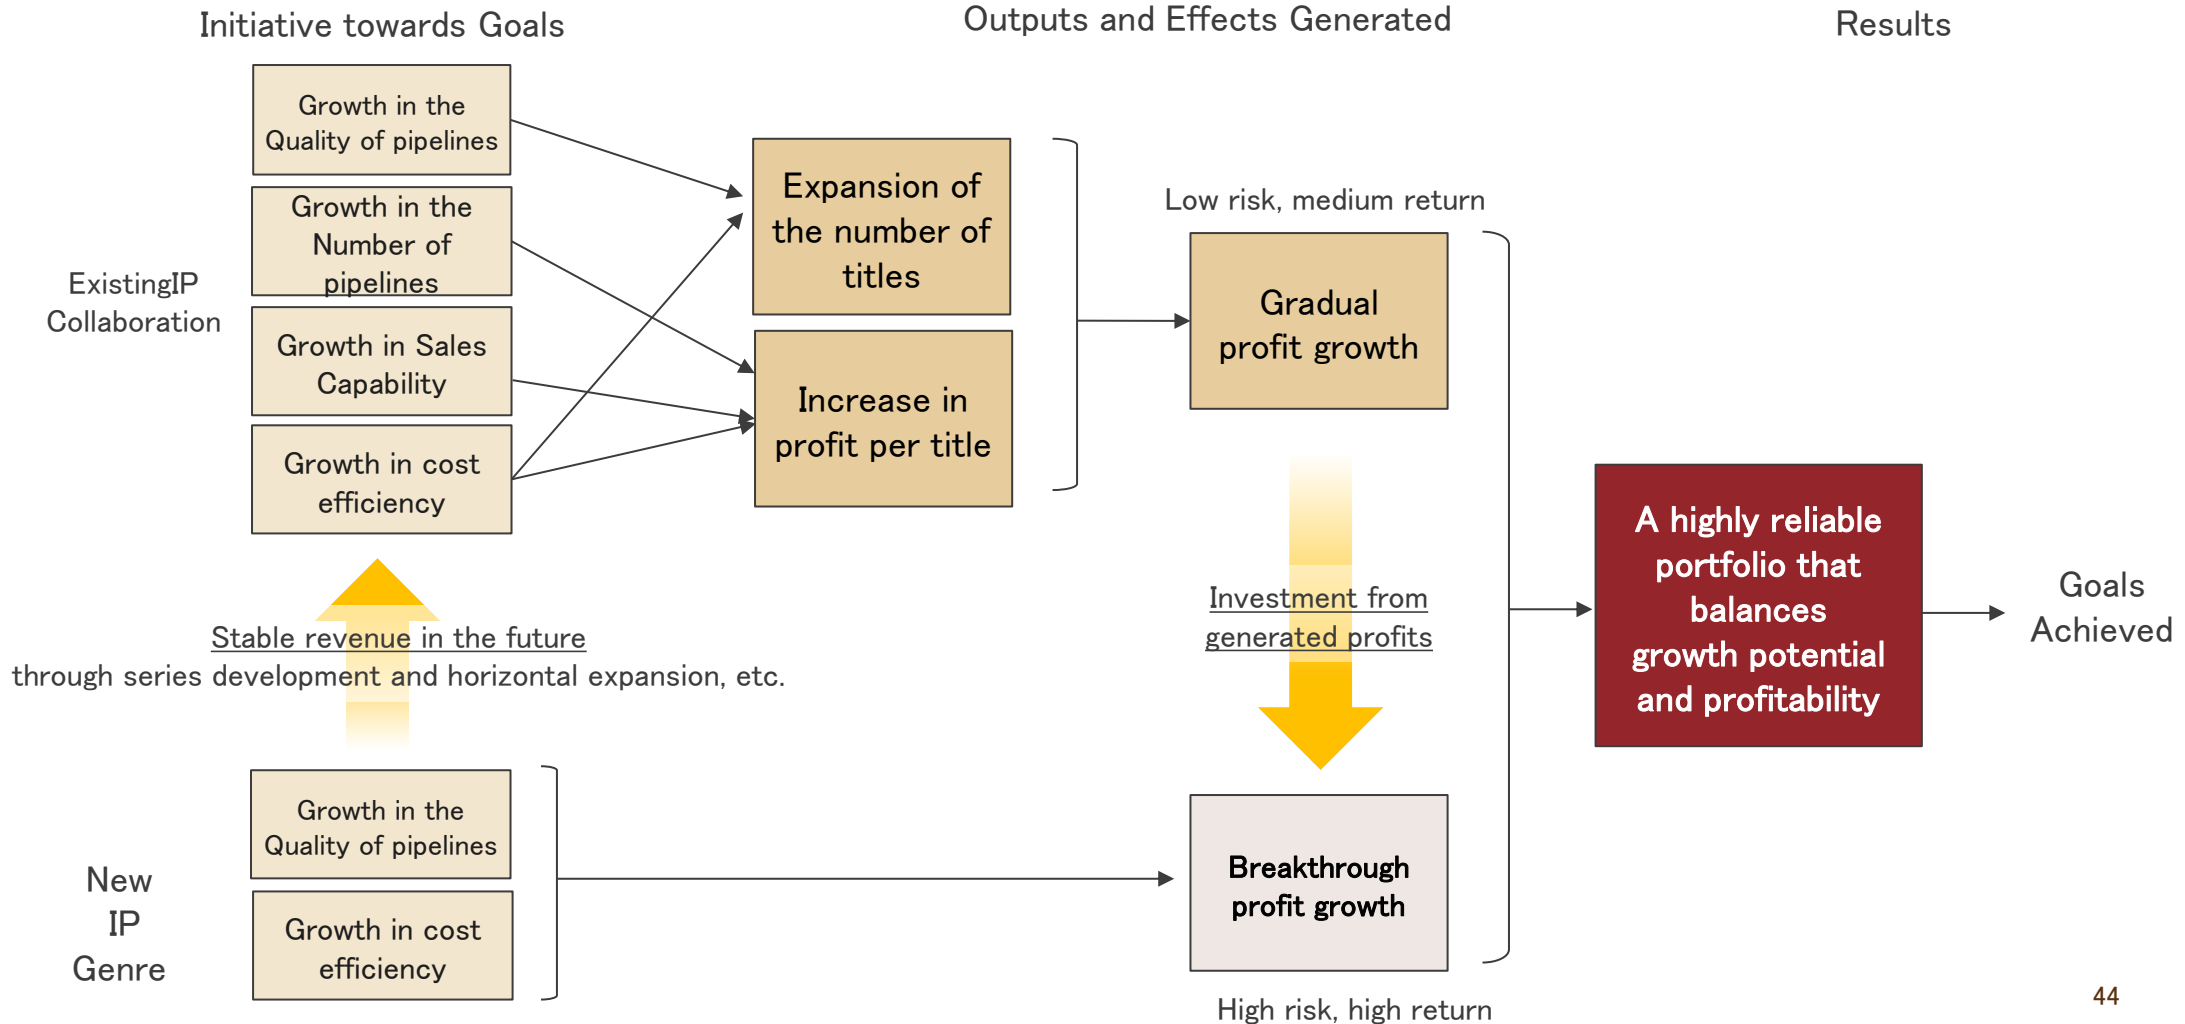 Initiative towards Goals
Outputs and Effects Generated
Results
ExistingIP
Collaboration
Growth in the
Quality of pipelines
Growth in the
Number of
pipelines
Growth in Sales
Capability
Growth in cost
efficiency
Expansion of
the number of
titles
Increase in
profit per title
Low risk, medium return
Gradual
profit growth
Stable revenue in the future
through series development and horizontal expansion, etc.
Investment from
generated profits
A highly reliable
portfolio that
balances
growth potential
and profitability
Goals
Achieved
New
IP
Genre
Growth in the
Quality of pipelines
Growth in cost
efficiency
Breakthrough
profit growth
High risk, high return
44